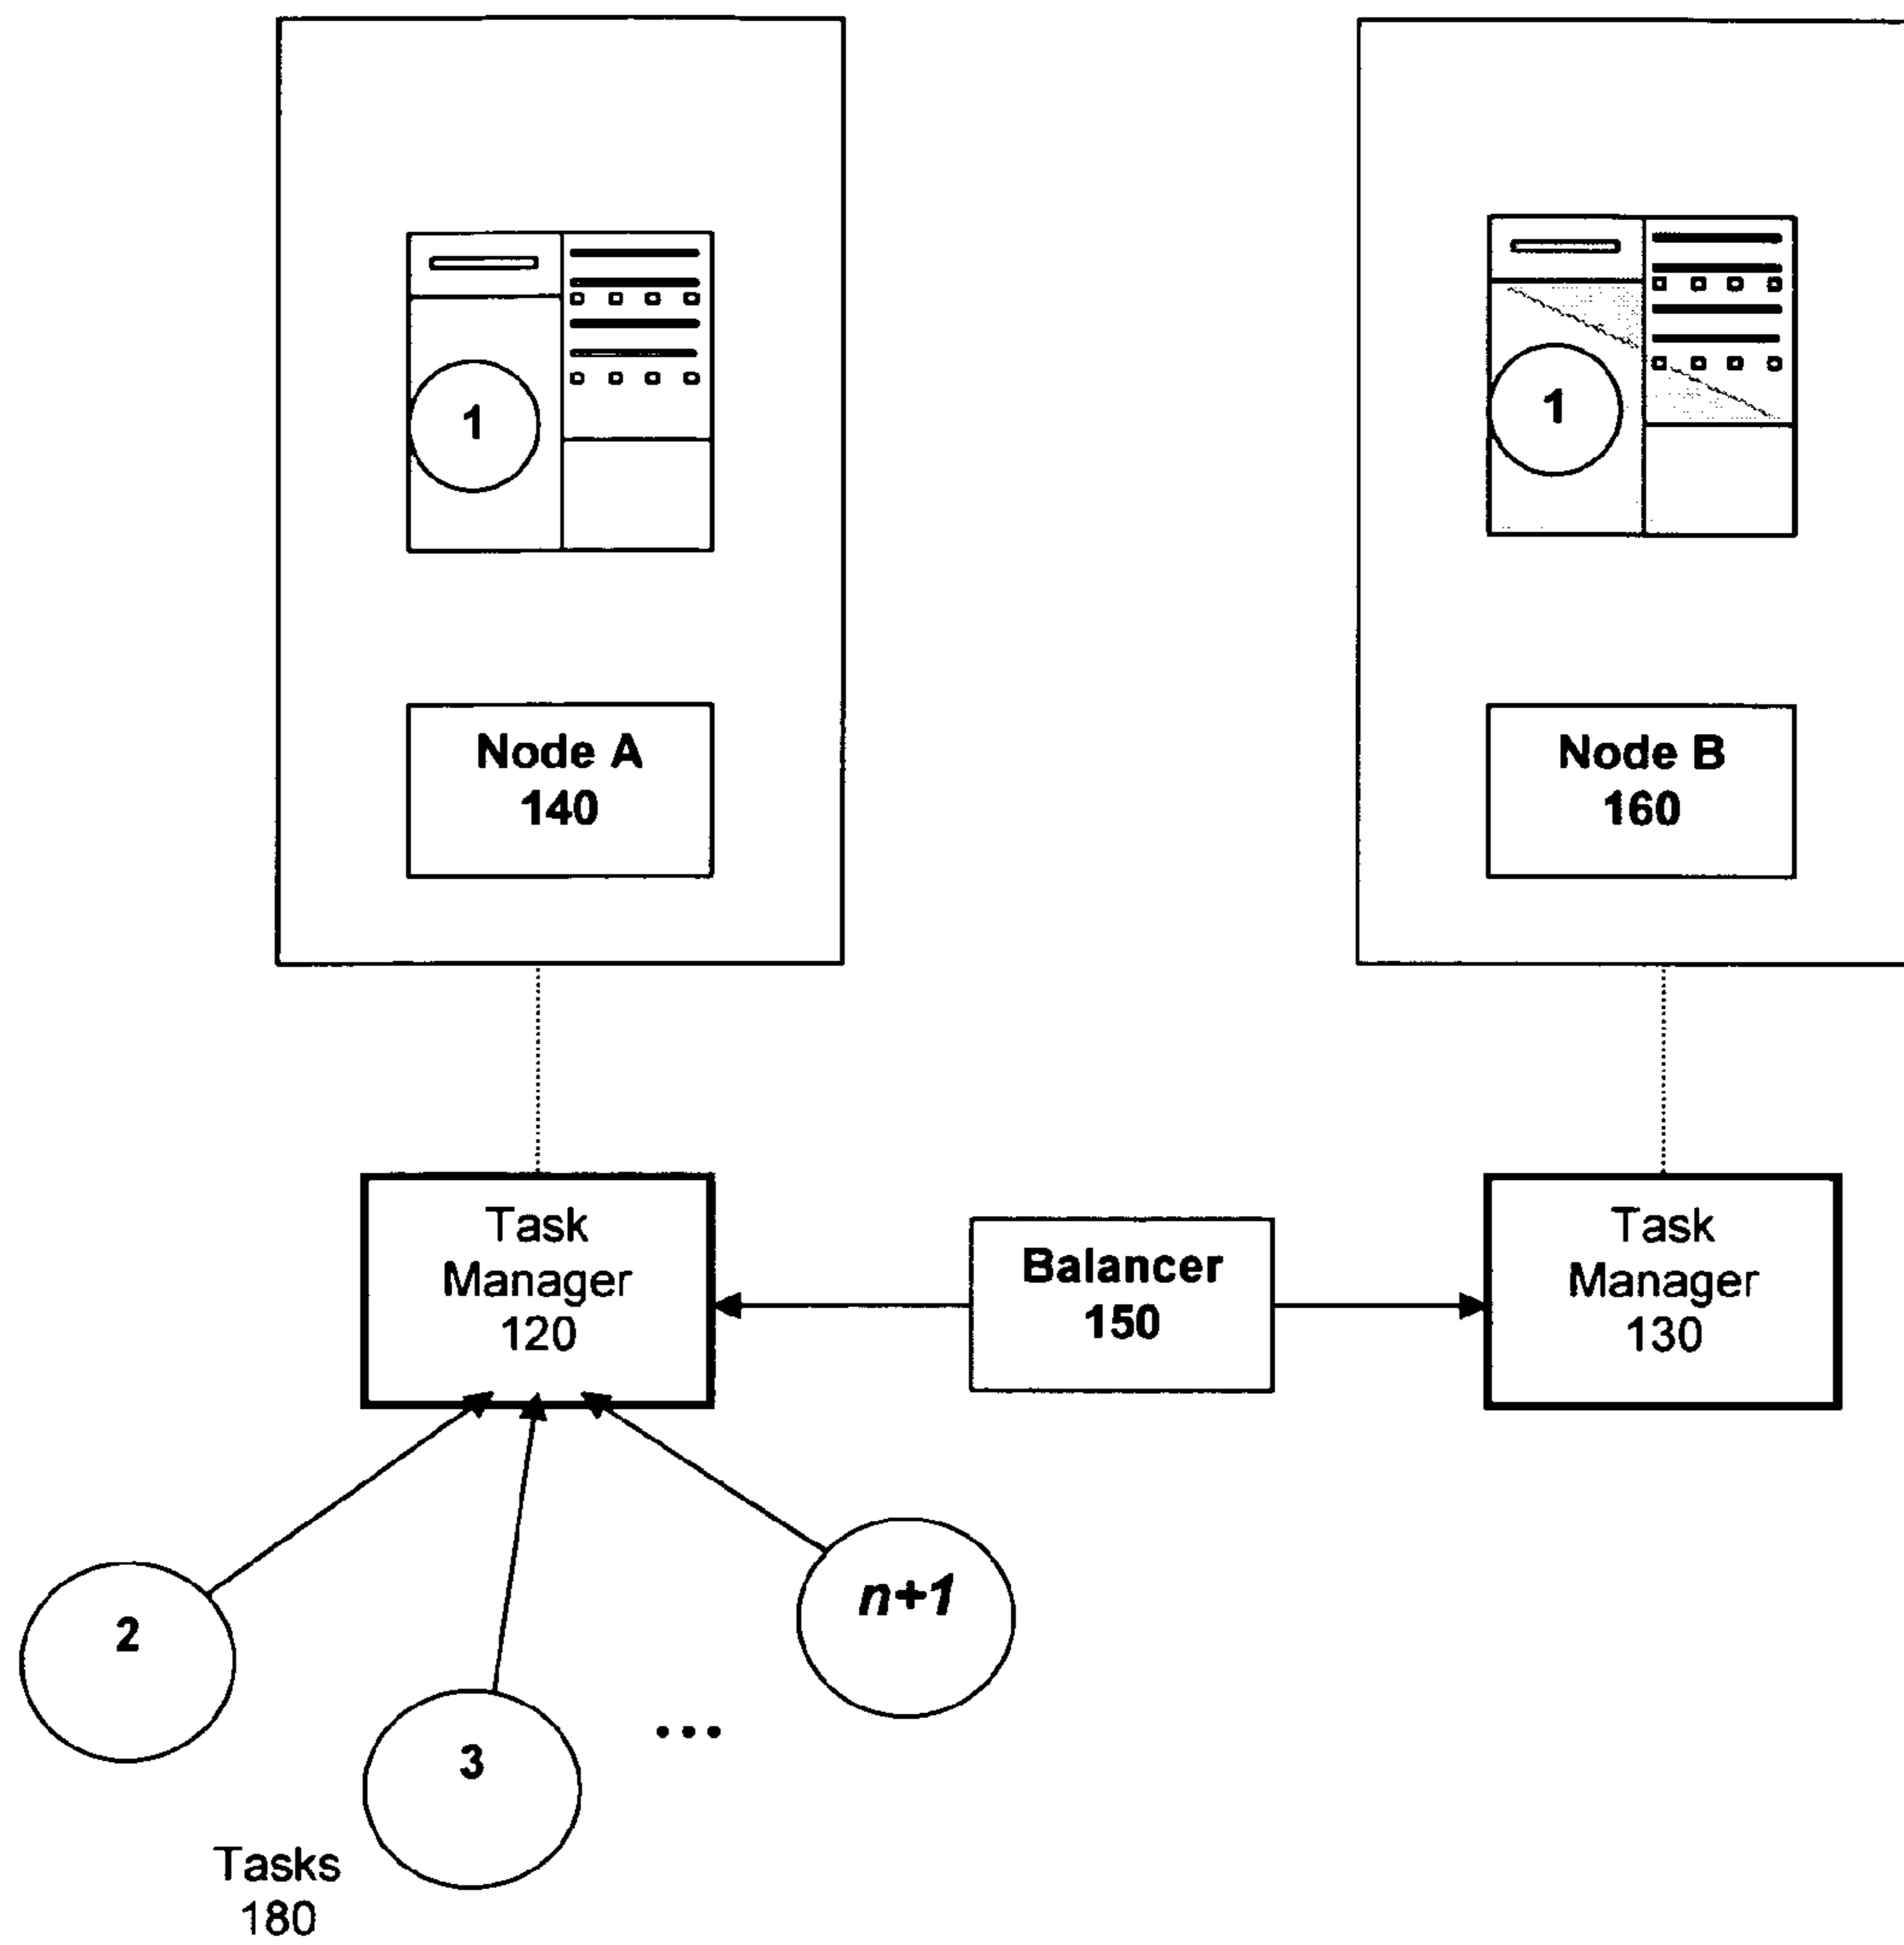 1
1
Node A
140
Node B
160
Task
Manager
120
Balancer
150
Task
Manager
130
2
3
...
n+1
Tasks
180